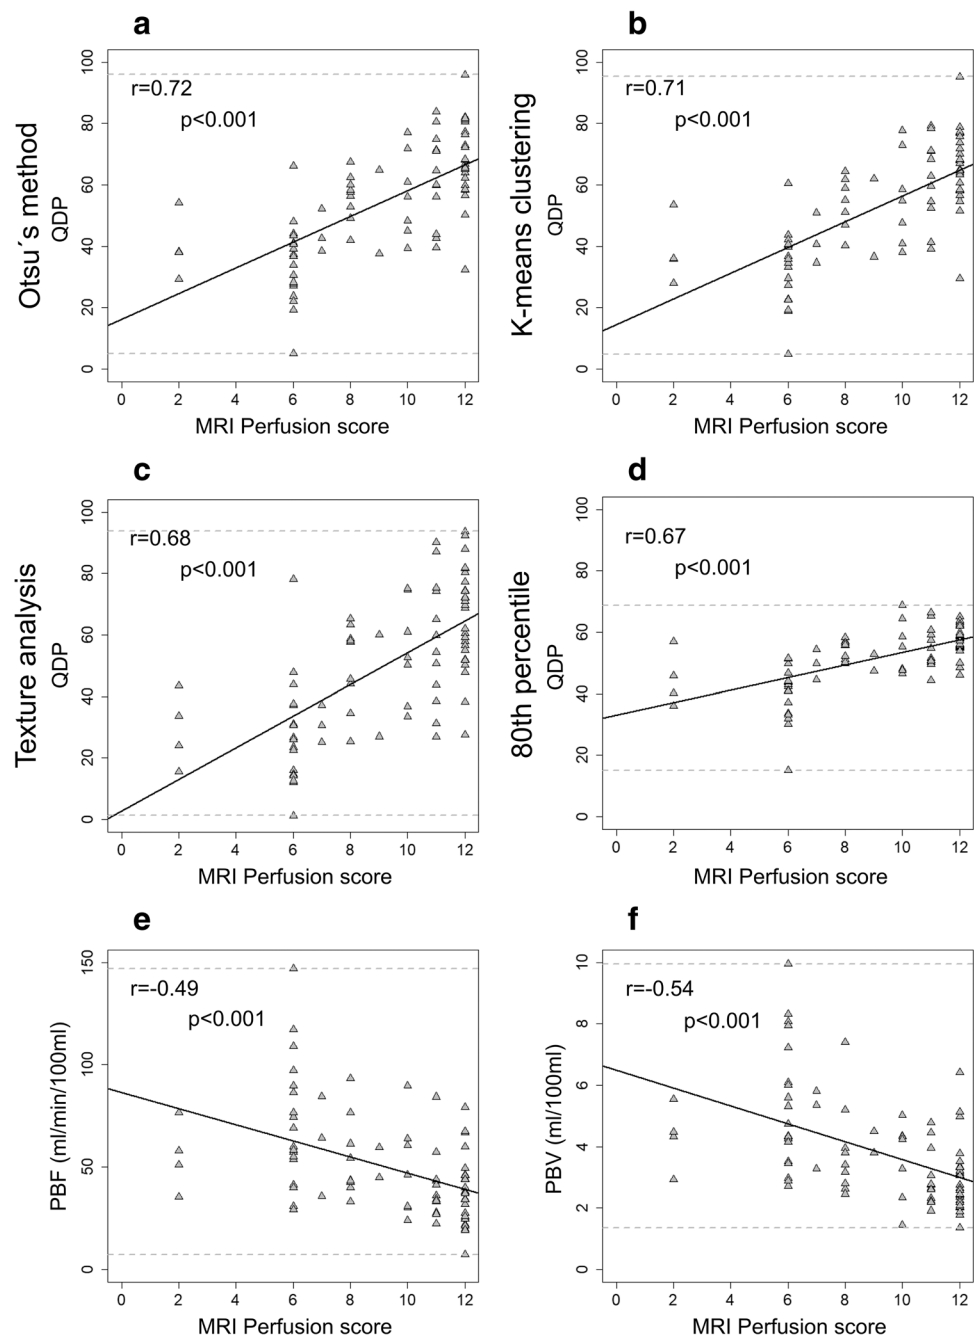 a
100
80
60
40
20
0
Otsu´s method
QDP
r=0.72
p<0.001
0 2 4 6 8 10 12
MRI Perfusion score
b
100
80
60
40
20
0
K-means clustering
QDP
r=0.71
p<0.001
0 2 4 6 8 10 12
MRI Perfusion score
c
100
80
60
40
20
0
Texture analysis
QDP
r=0.68
p<0.001
0 2 4 6 8 10 12
MRI Perfusion score
d
100
80
60
40
20
0
80th percentile
QDP
r=0.67
p<0.001
0 2 4 6 8 10 12
MRI Perfusion score
e
150
100
50
0
PBF (ml/min/100ml)
r=-0.49
p<0.001
0 2 4 6 8 10 12
MRI Perfusion score
f
10
8
6
4
2
0
PBV (ml/100ml)
r=-0.54
p<0.001
0 2 4 6 8 10 12
MRI Perfusion score